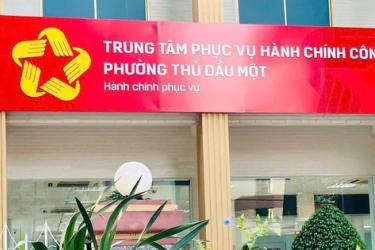 TRUNG TÂM PHỤC VỤ HÀNH CHÍNH CÔN
PHƯỜNG THỦ DẦU MỘT
Hành chính phục vụ